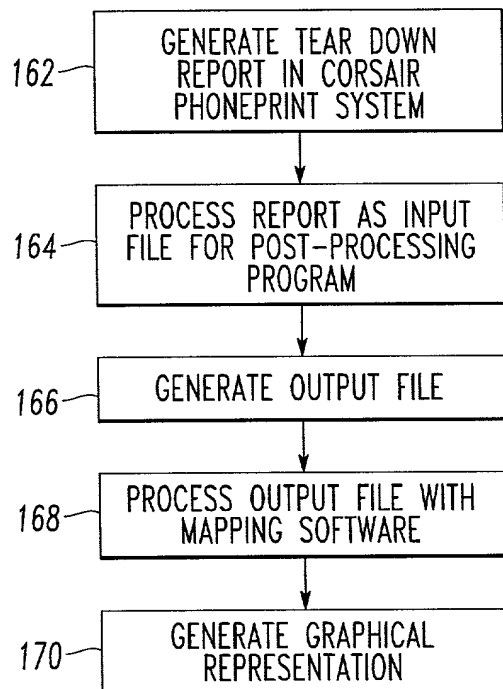 162
GENERATE TEAR DOWN
REPORT IN CORSAIR
PHONEPRINT SYSTEM
164
PROCESS REPORT AS INPUT
FILE FOR POST-PROCESSING
PROGRAM
166
GENERATE OUTPUT FILE
168
PROCESS OUTPUT FILE WITH
MAPPING SOFTWARE
170
GENERATE GRAPHICAL
REPRESENTATION